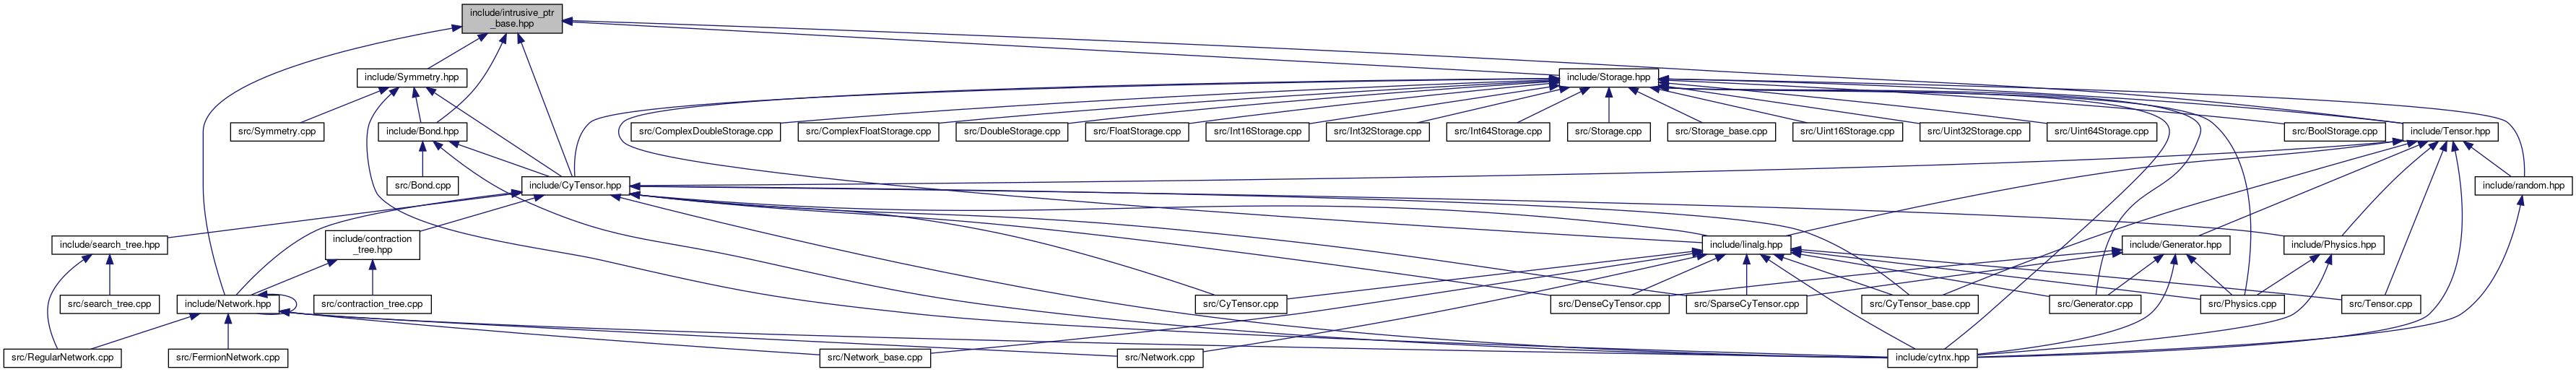 include/intrusive_ptr
_base.hpp
include/Symmetry.hpp
include/Storage.hpp
src/Symmetry.cpp
include/Bond.hpp
src/ComplexDoubleStorage.cpp
src/ComplexFloatStorage.cpp
src/DoubleStorage.cpp
src/FloatStorage.cpp
src/Int16Storage.cpp
src/Int32Storage.cpp
src/Int64Storage.cpp
src/Storage.cpp
src/Storage_base.cpp
src/Uint16Storage.cpp
src/Uint32Storage.cpp
src/Uint64Storage.cpp
src/BoolStorage.cpp
include/Tensor.hpp
src/Bond.cpp
include/CyTensor.hpp
include/random.hpp
include/search_tree.hpp
include/contraction
_tree.hpp
include/linalg.hpp
include/Generator.hpp
include/Physics.hpp
src/search_tree.cpp
include/Network.hpp
src/contraction_tree.cpp
src/CyTensor.cpp
src/DenseCyTensor.cpp
src/SparseCyTensor.cpp
src/CyTensor_base.cpp
src/Generator.cpp
src/Physics.cpp
src/Tensor.cpp
src/RegularNetwork.cpp
src/FermionNetwork.cpp
src/Network_base.cpp
src/Network.cpp
include/cytnx.hpp